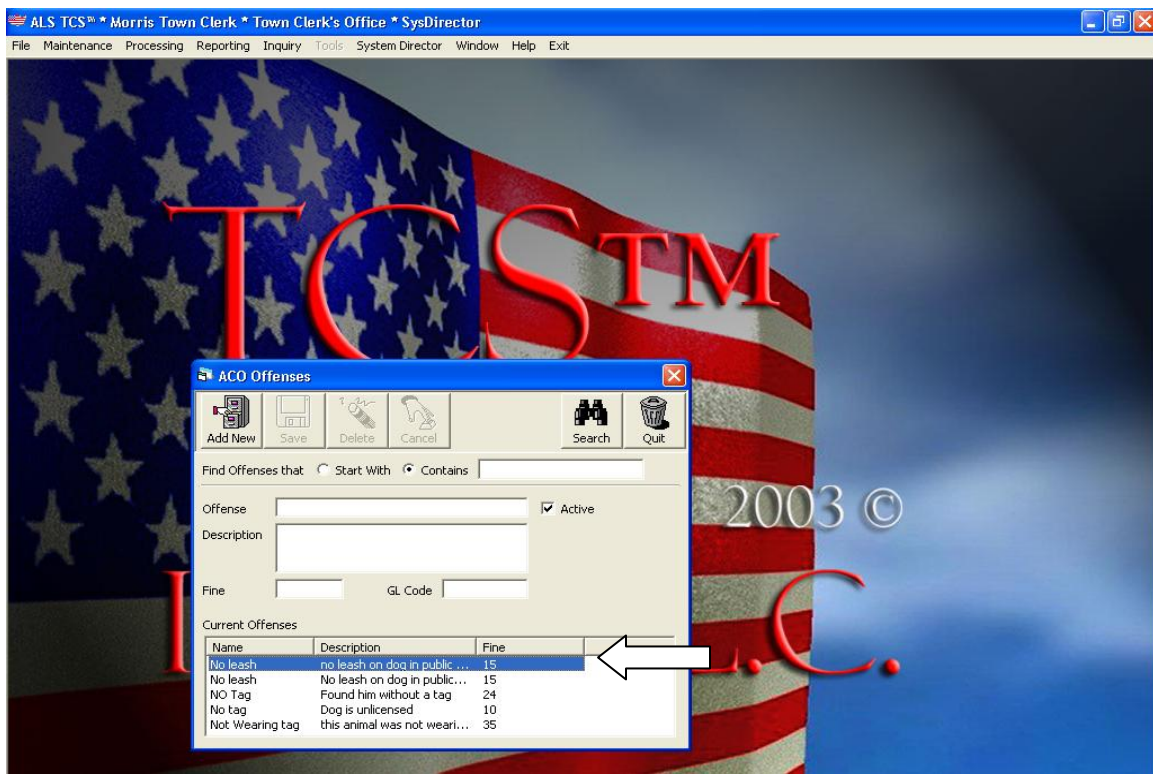 ALS TCS™ * Morris Town Clerk * Town Clerk's Office * SysDirector
File Maintenance Processing Reporting Inquiry Tools System Director Window Help Exit
TCS™
ACO Offenses
Add New Save Delete Cancel Search Quit
Find Offenses that Start With Contains
2003 ©
Offense Active
Description
Fine GL Code
L.C.
Current Offenses
Name Description Fine
No leash no leash on dog in public ... 15
No leash No leash on dog in public... 15
NO Tag Found him without a tag 24
No tag Dog is unlicensed 10
Not Wearing tag this animal was not weari... 35